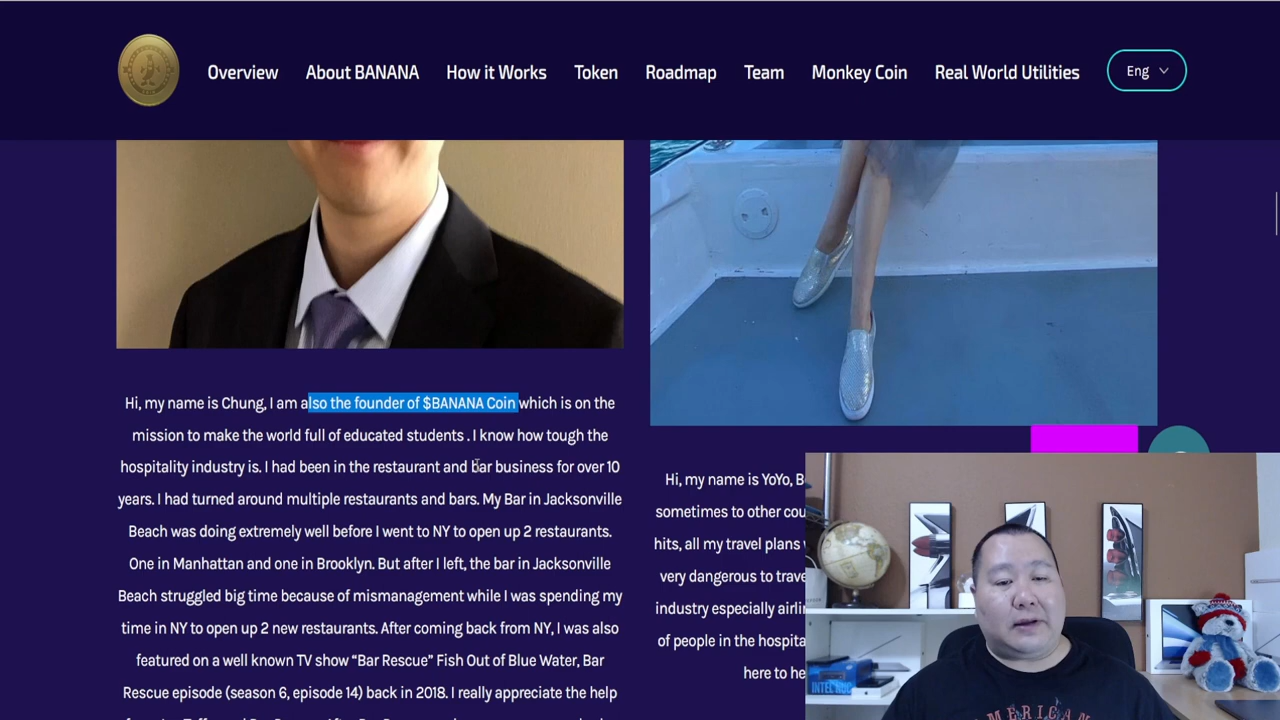 Overview
About BANANA
How it Works
Token
Roadmap
Team
Monkey Coin
Real World Utilities
Eng
Hi, my name is Chung, I am also the founder of $BANANA Coin which is on the
mission to make the world full of educated students . I know how tough the
hospitality industry is. I had been in the restaurant and bar business for over 10
years. I had turned around multiple restaurants and bars. My Bar in Jacksonville
Beach was doing extremely well before I went to NY to open up 2 restaurants.
One in Manhattan and one in Brooklyn. But after I left, the bar in Jacksonville
Beach struggled big time because of mismanagement while I was spending my
time in NY to open up 2 new restaurants. After coming back from NY, I was also
featured on a well known TV show “Bar Rescue” Fish Out of Blue Water, Bar
Rescue episode (season 6, episode 14) back in 2018. I really appreciate the help
Hi, my name is YoYo, B
sometimes to other cou
hits, all my travel plans
very dangerous to trave
industry especially airlin
of people in the hospita
here to he
INTEL NUC
AMERICAN